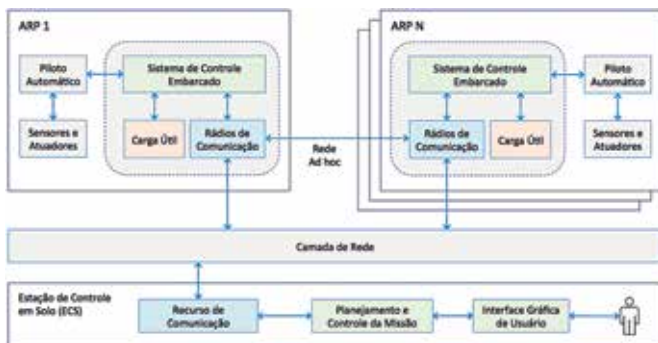 ARP 1
Piloto
Automático
Sistema de Controle
Embarcado
Sensores e
Atuadores
Carga Útil
Rádios de
Comunicação
Rede
Ad hoc
ARP N
Sistema de Controle
Embarcado
Piloto
Automático
Rádios de
Comunicação
Carga Útil
Sensores e
Atuadores
Camada de Rede
Estação de Controle
em Solo (ECS)
Recurso de
Comunicação
Planejamento e
Controle da Missão
Interface Gráfica
de Usuário